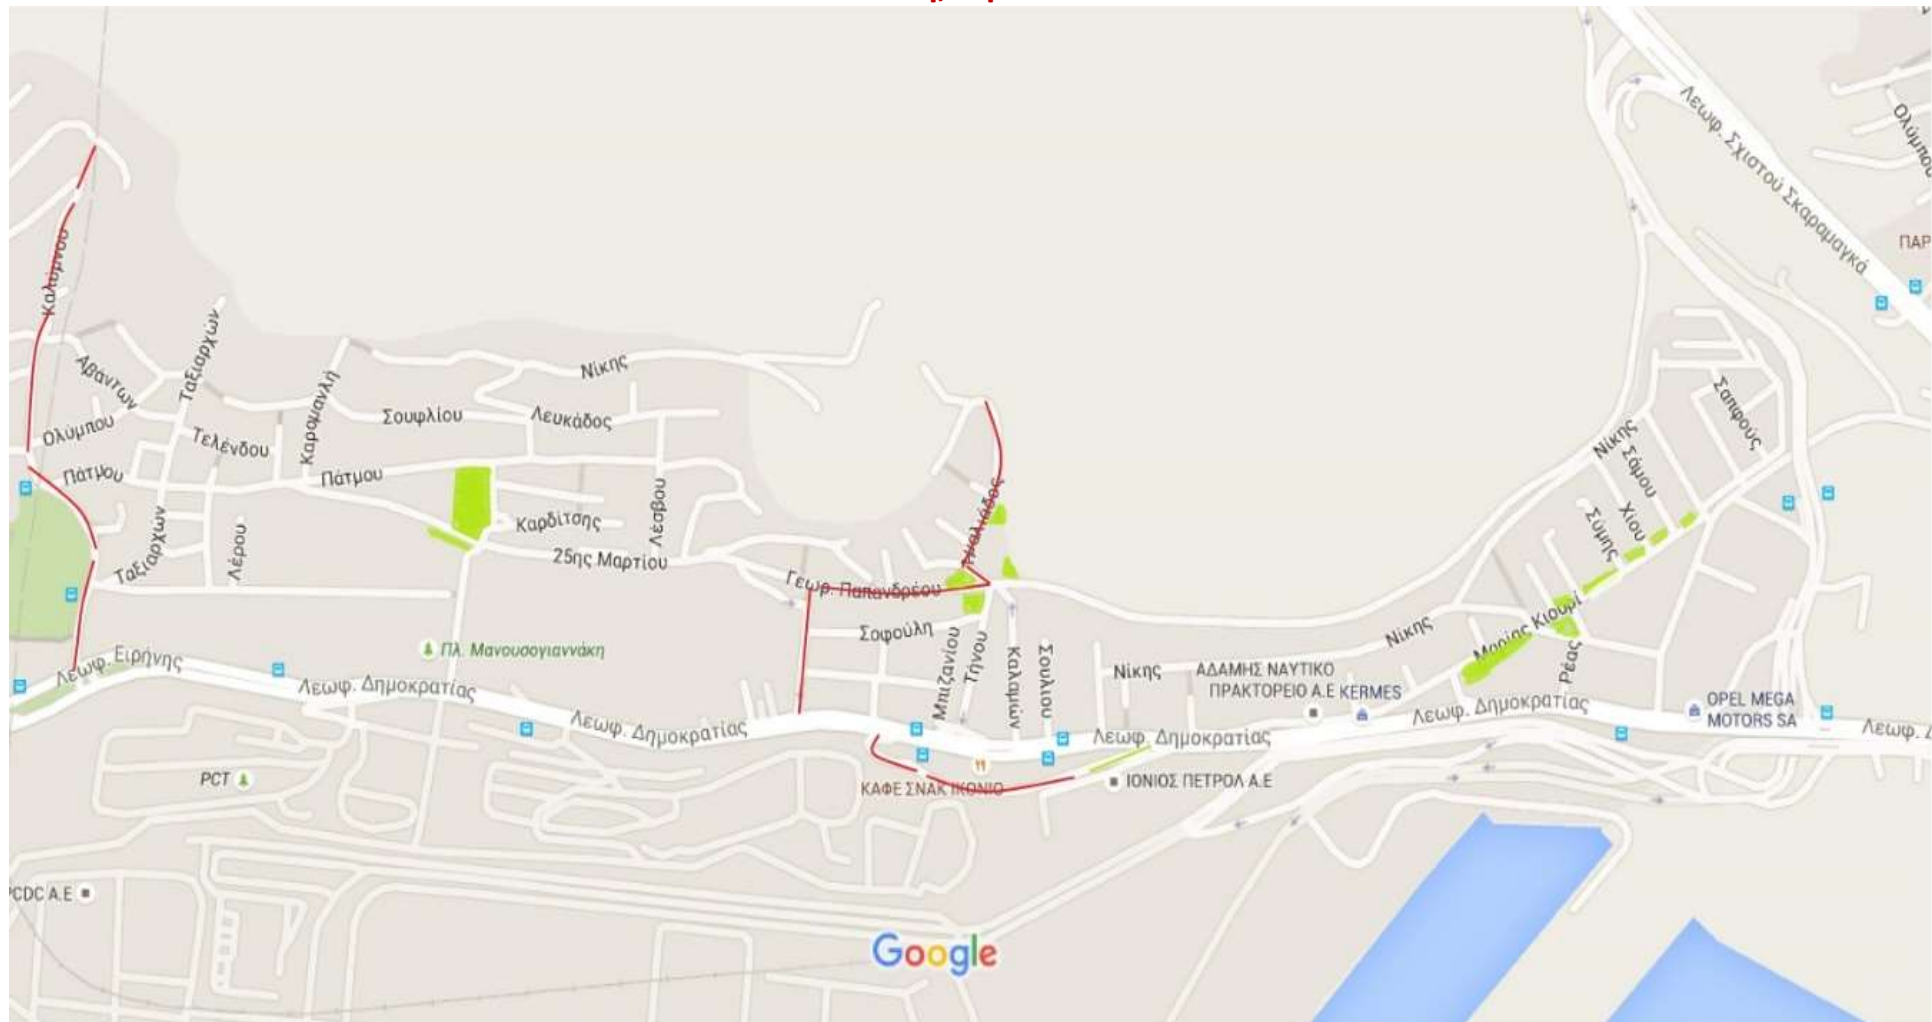 Λεωφ. Σχιστού Σκαραμαγκά
ΠΑΡ
Καλύμνου
Ταξιαρχών
Αβάντων
Νίκης
Καραμανλή
Σουφλίου
Λευκάδος
Σαπφούς
Ολύμπου
Τελένδου
Νίκης
Σάμου
Πάτμου
Πάτμου
Χίου
Λέσβου
Σύμης
Καρδίτσης
Ταξιαρχών
Λέρου
25ης Μαρτίου
Γεωρ. Παπανδρέου
Μαρίας Κιουρί
Σοφούλη
Νίκης
Πλ. Μανουσογιαννάκη
Λεωφ. Ειρήνης
Μπιζανίου
Τήνου
Καλαμών
Σουλιου
Νίκης
ΑΔΑΜΗΣ ΝΑΥΤΙΚΟ
ΠΡΑΚΤΟΡΕΙΟ Α.Ε
KERMES
Ρέας
Λεωφ. Δημοκρατίας
Λεωφ. Δημοκρατίας
Λεωφ. Δημοκρατίας
Λεωφ. Δημοκρατίας
OPEL MEGA
MOTORS SA
Λεωφ. Δ
PCT
ΚΑΦΕ ΣΝΑΚ ΙΚΟΝΙΟ
ΙΟΝΙΟΣ ΠΕΤΡΟΛ Α.Ε
PCDC A.E
Google